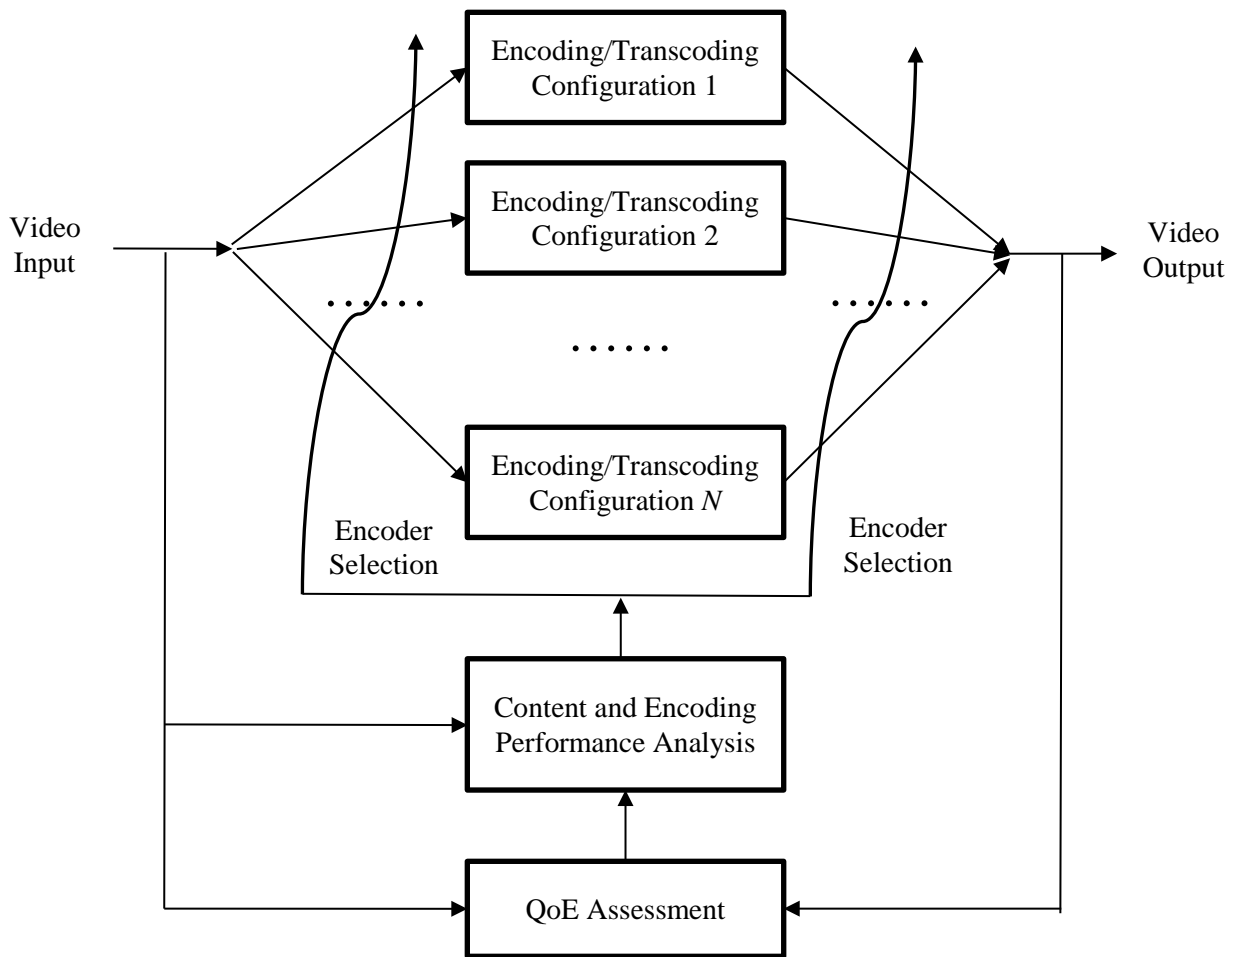 Encoding/Transcoding
Configuration 1
Encoding/Transcoding
Configuration 2
Video
Input
Video
Output
......
......
......
Encoding/Transcoding
Configuration N
Encoder
Selection
Encoder
Selection
Content and Encoding
Performance Analysis
QoE Assessment